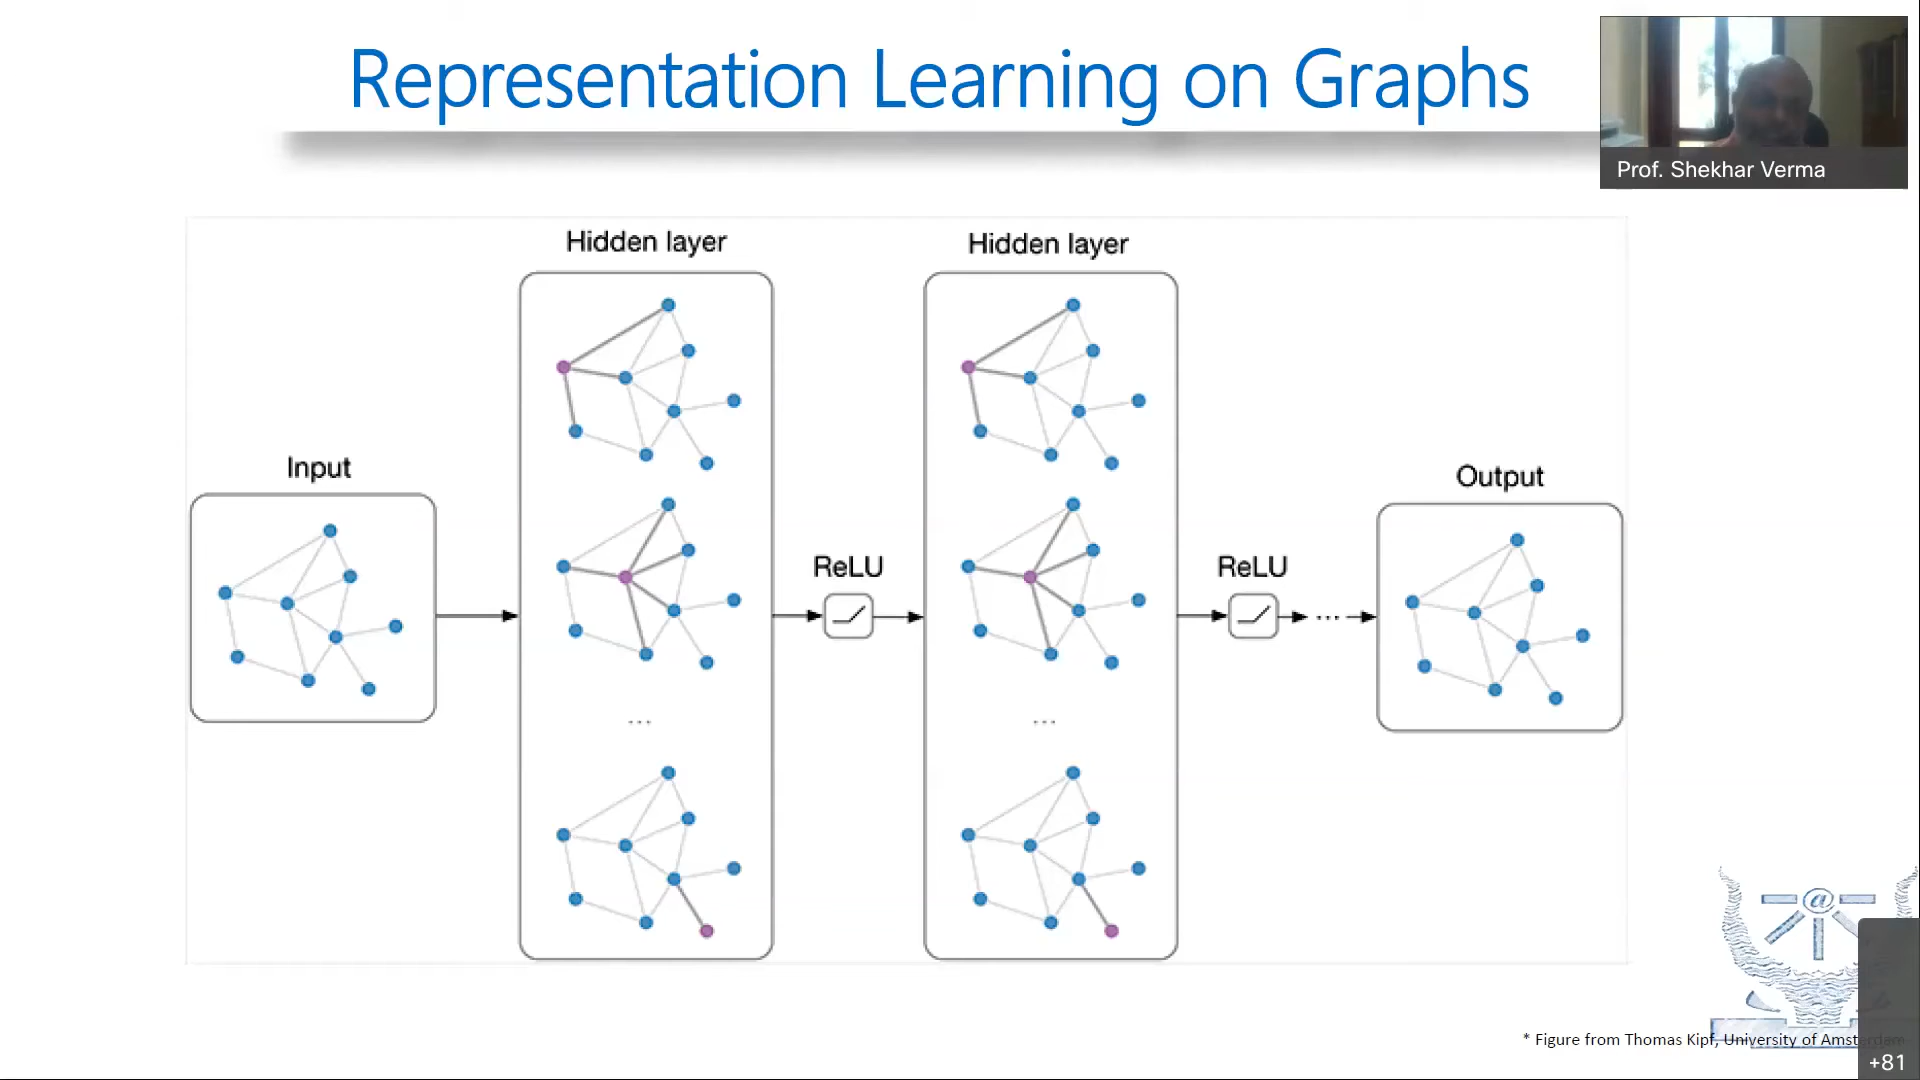 Representation Learning on Graphs
Prof. Shekhar Verma
Hidden layer
Hidden layer
Input
Output
ReLU
ReLU
...
...
...
@
* Figure from Thomas Kipf, University of Amsterdam
+81